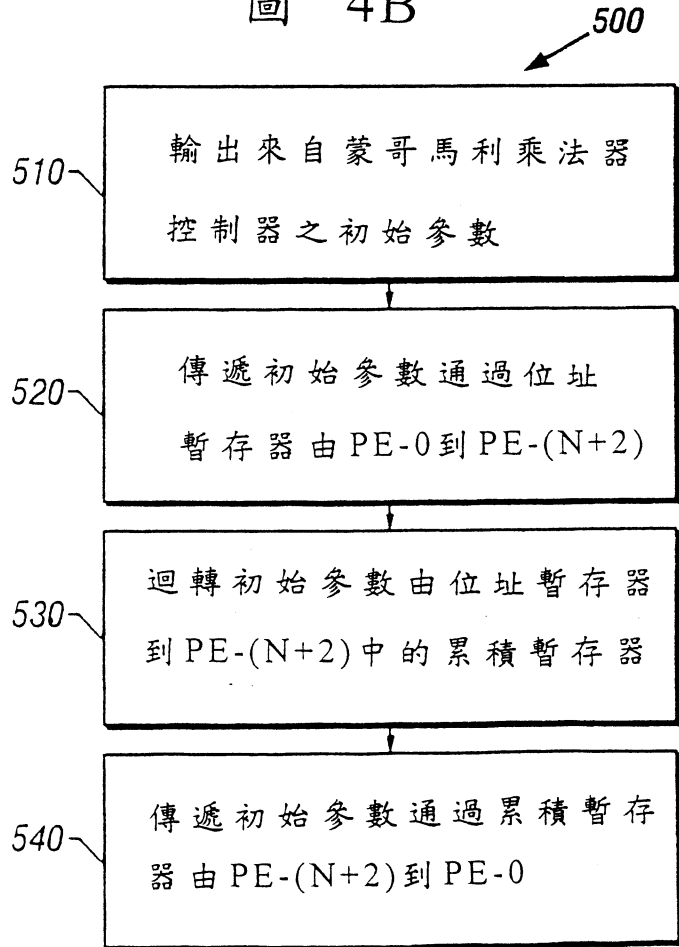 圖 4B
500
510
輸出來自蒙哥馬利乘法器
控制器之初始參數
520
傳遞初始參數通過位址
暫存器由PE-0到PE-(N+2)
530
迴轉初始參數由位址暫存器
到PE-(N+2)中的累積暫存器
540
傳遞初始參數通過累積暫存
器由PE-(N+2)到PE-0